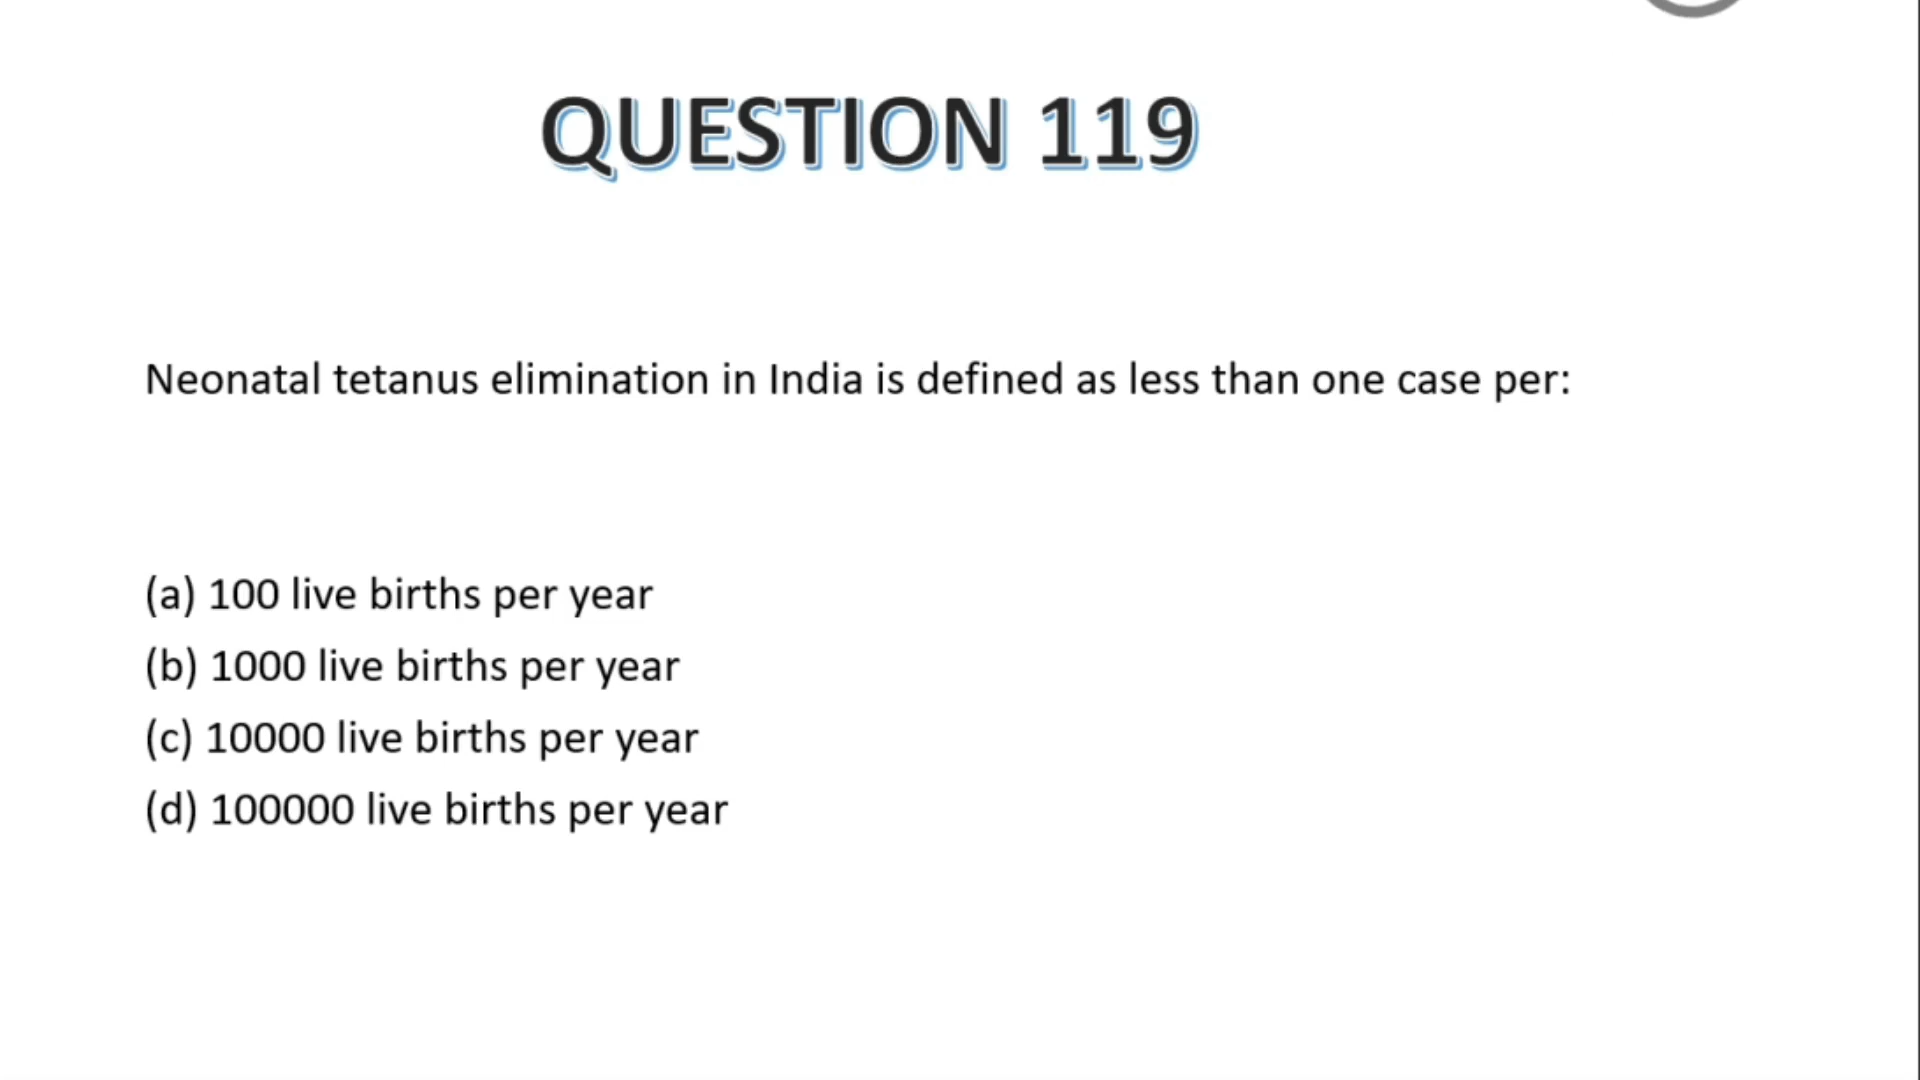 QUESTION 119
Neonatal tetanus elimination in India is defined as less than one case per:
(a) 100 live births per year
(b) 1000 live births per year
(c) 10000 live births per year
(d) 100000 live births per year